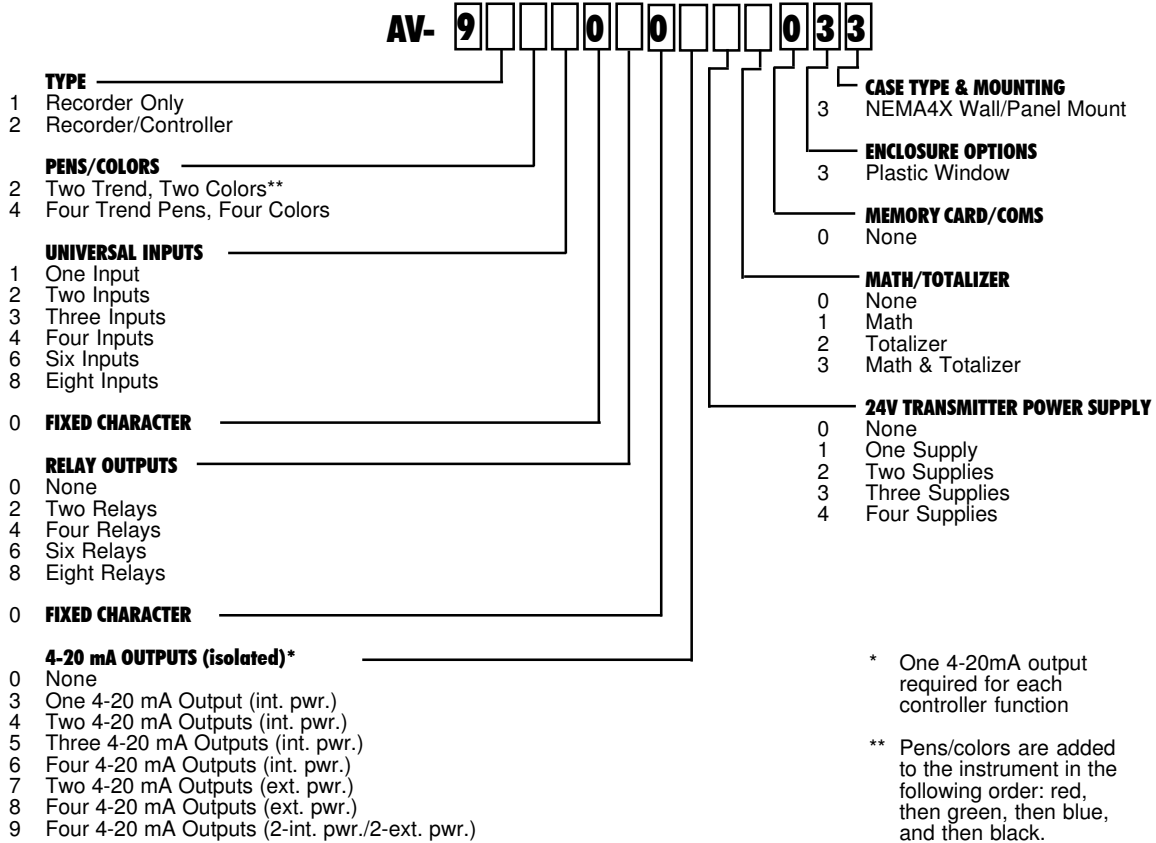 AV- 9 0 0 0 3 3
TYPE
1 Recorder Only
2 Recorder/Controller
PENS/COLORS
2 Two Trend, Two Colors**
4 Four Trend Pens, Four Colors
UNIVERSAL INPUTS
1 One Input
2 Two Inputs
3 Three Inputs
4 Four Inputs
6 Six Inputs
8 Eight Inputs
0 FIXED CHARACTER
RELAY OUTPUTS
0 None
2 Two Relays
4 Four Relays
6 Six Relays
8 Eight Relays
0 FIXED CHARACTER
4-20 mA OUTPUTS (isolated)*
0 None
3 One 4-20 mA Output (int. pwr.)
4 Two 4-20 mA Outputs (int. pwr.)
5 Three 4-20 mA Outputs (int. pwr.)
6 Four 4-20 mA Outputs (int. pwr.)
7 Two 4-20 mA Outputs (ext. pwr.)
8 Four 4-20 mA Outputs (ext. pwr.)
9 Four 4-20 mA Outputs (2-int. pwr./2-ext. pwr.)
CASE TYPE & MOUNTING
3 NEMA4X Wall/Panel Mount
ENCLOSURE OPTIONS
3 Plastic Window
MEMORY CARD/COMS
0 None
MATH/TOTALIZER
0 None
1 Math
2 Totalizer
3 Math & Totalizer
24V TRANSMITTER POWER SUPPLY
0 None
1 One Supply
2 Two Supplies
3 Three Supplies
4 Four Supplies
* One 4-20mA output
required for each
controller function
** Pens/colors are added
to the instrument in the
following order: red,
then green, then blue,
and then black.